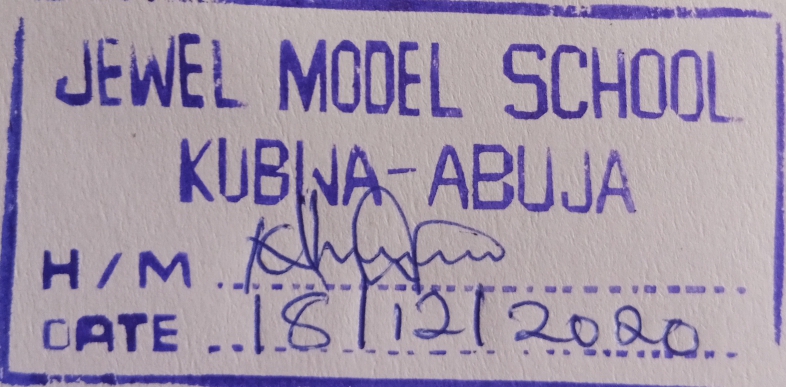 JEWEL MODEL SCHOOL
KUBWA-ABUJA
H/M
DATE 18/12/2020